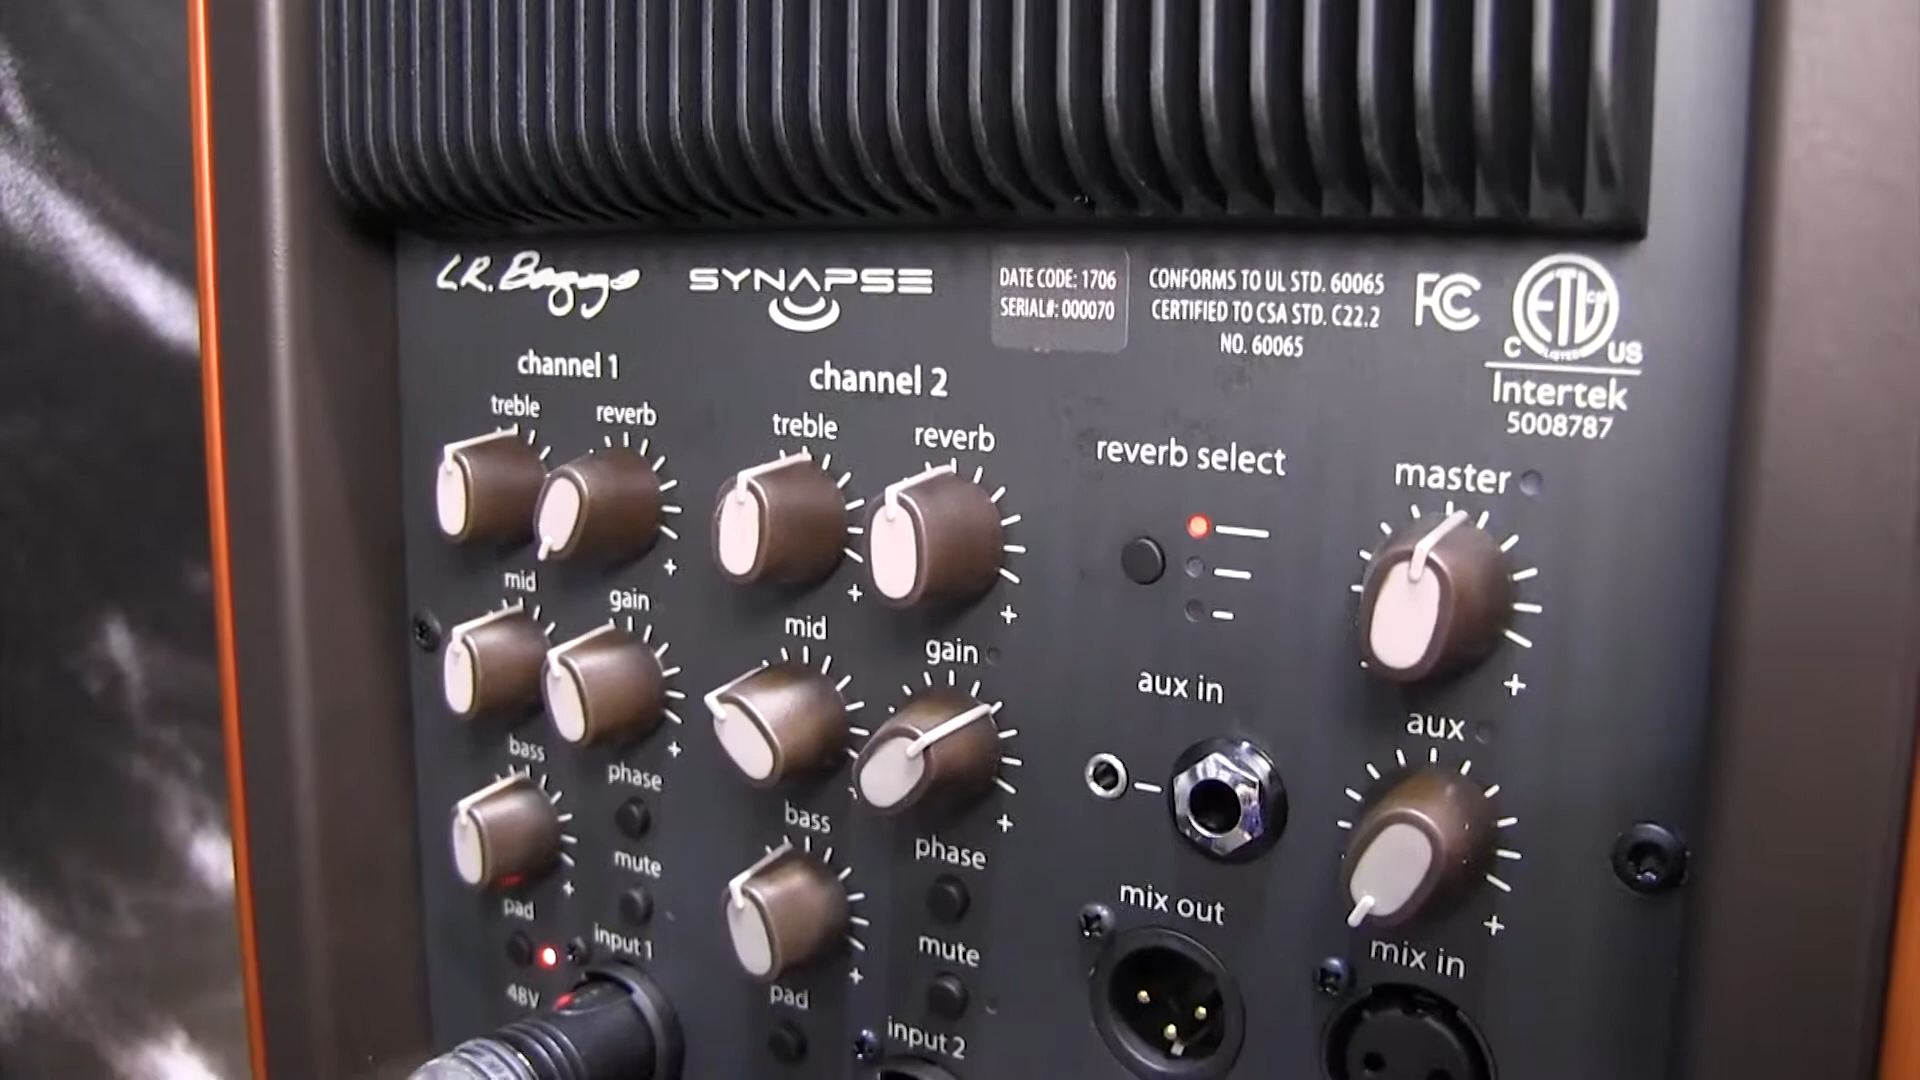 L.R. Baggs
SYNAPSE
DATE CODE: 1706
SERIAL#: 000070
CONFORMS TO UL STD. 60065
CERTIFIED TO CSA STD. C22.2
NO. 60065
FC
ETL CM
LISTED
C US
Intertek
5008787
channel 1
treble
reverb
+
mid
gain
+
bass
phase
+
mute
pad
input 1
48V
channel 2
treble
reverb
+
+
mid
gain
+
bass
phase
+
mute
pad
input 2
reverb select
aux in
mix out
master
+
aux
+
mix in